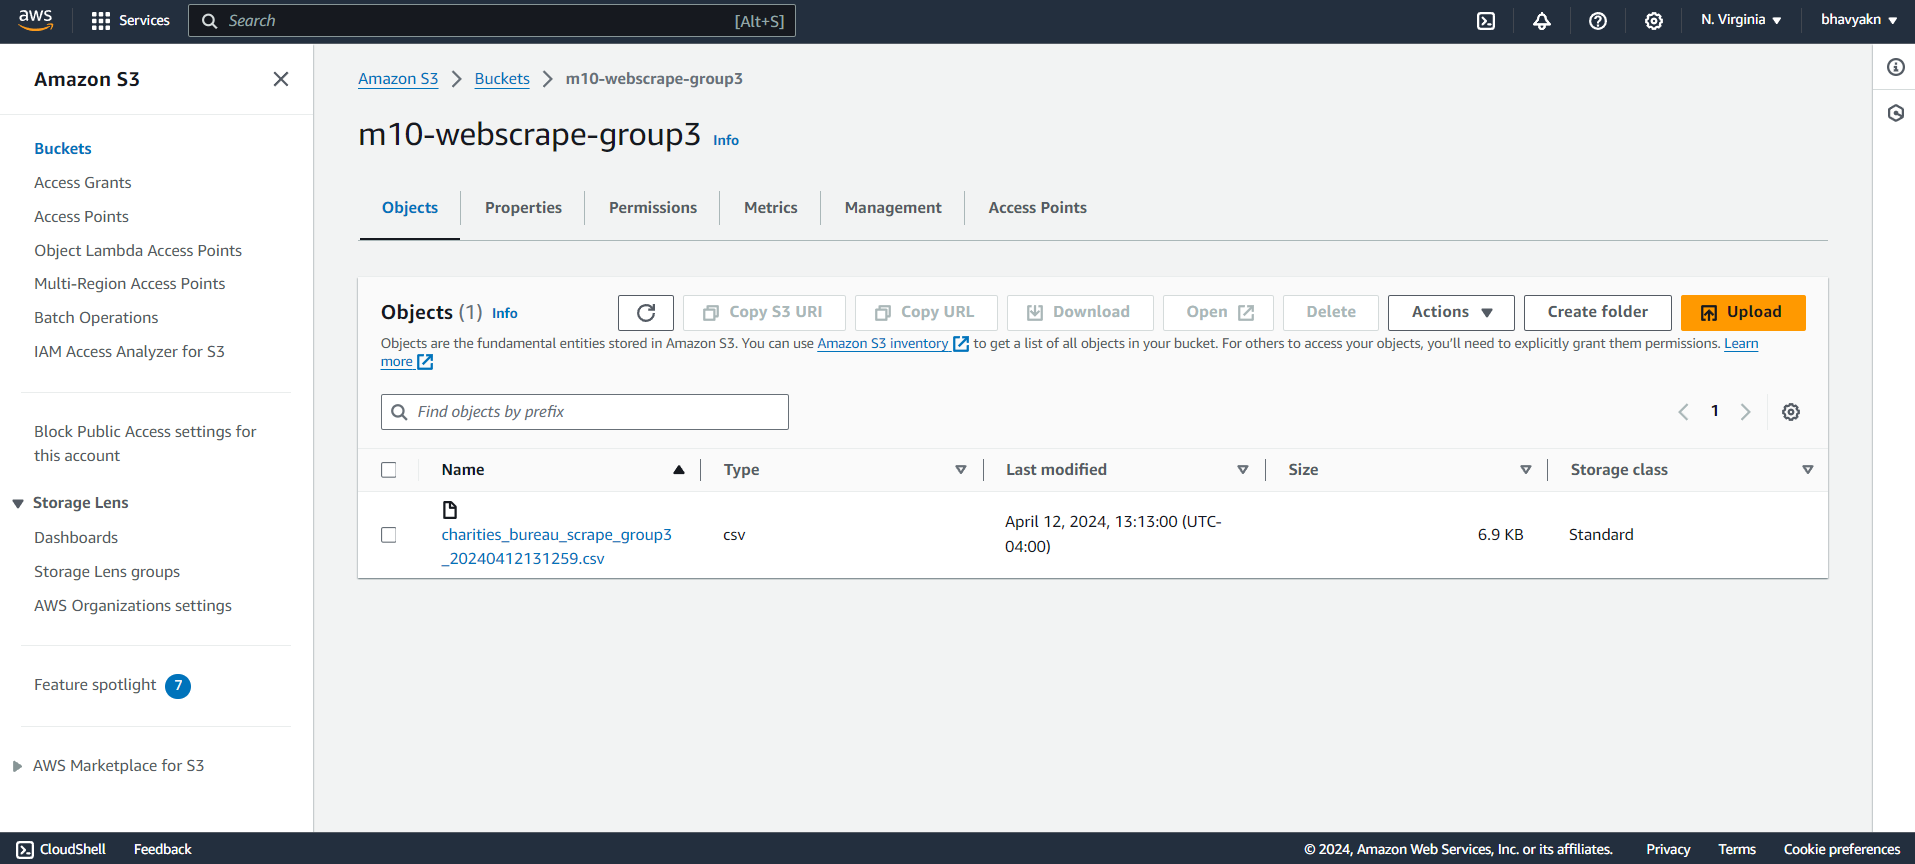 aws
Services
Search
[Alt+S]
N. Virginia
bhavyakn
Amazon S3
Buckets
Access Grants
Access Points
Object Lambda Access Points
Multi-Region Access Points
Batch Operations
IAM Access Analyzer for S3
Block Public Access settings for
this account
Storage Lens
Dashboards
Storage Lens groups
AWS Organizations settings
Feature spotlight 7
AWS Marketplace for S3
Amazon S3 Buckets m10-webscrape-group3
m10-webscrape-group3 Info
Objects Properties Permissions Metrics Management Access Points
Objects (1) Info
Copy S3 URI Copy URL Download Open Delete Actions Create folder Upload
Objects are the fundamental entities stored in Amazon S3. You can use Amazon S3 inventory to get a list of all objects in your bucket. For others to access your objects, you'll need to explicitly grant them permissions. Learn
more
Find objects by prefix
1
Name Type Last modified Size Storage class
charities_bureau_scrape_group3
_20240412131259.csv
csv
April 12, 2024, 13:13:00 (UTC-
04:00)
6.9 KB
Standard
CloudShell Feedback
© 2024, Amazon Web Services, Inc. or its affiliates. Privacy Terms Cookie preferences